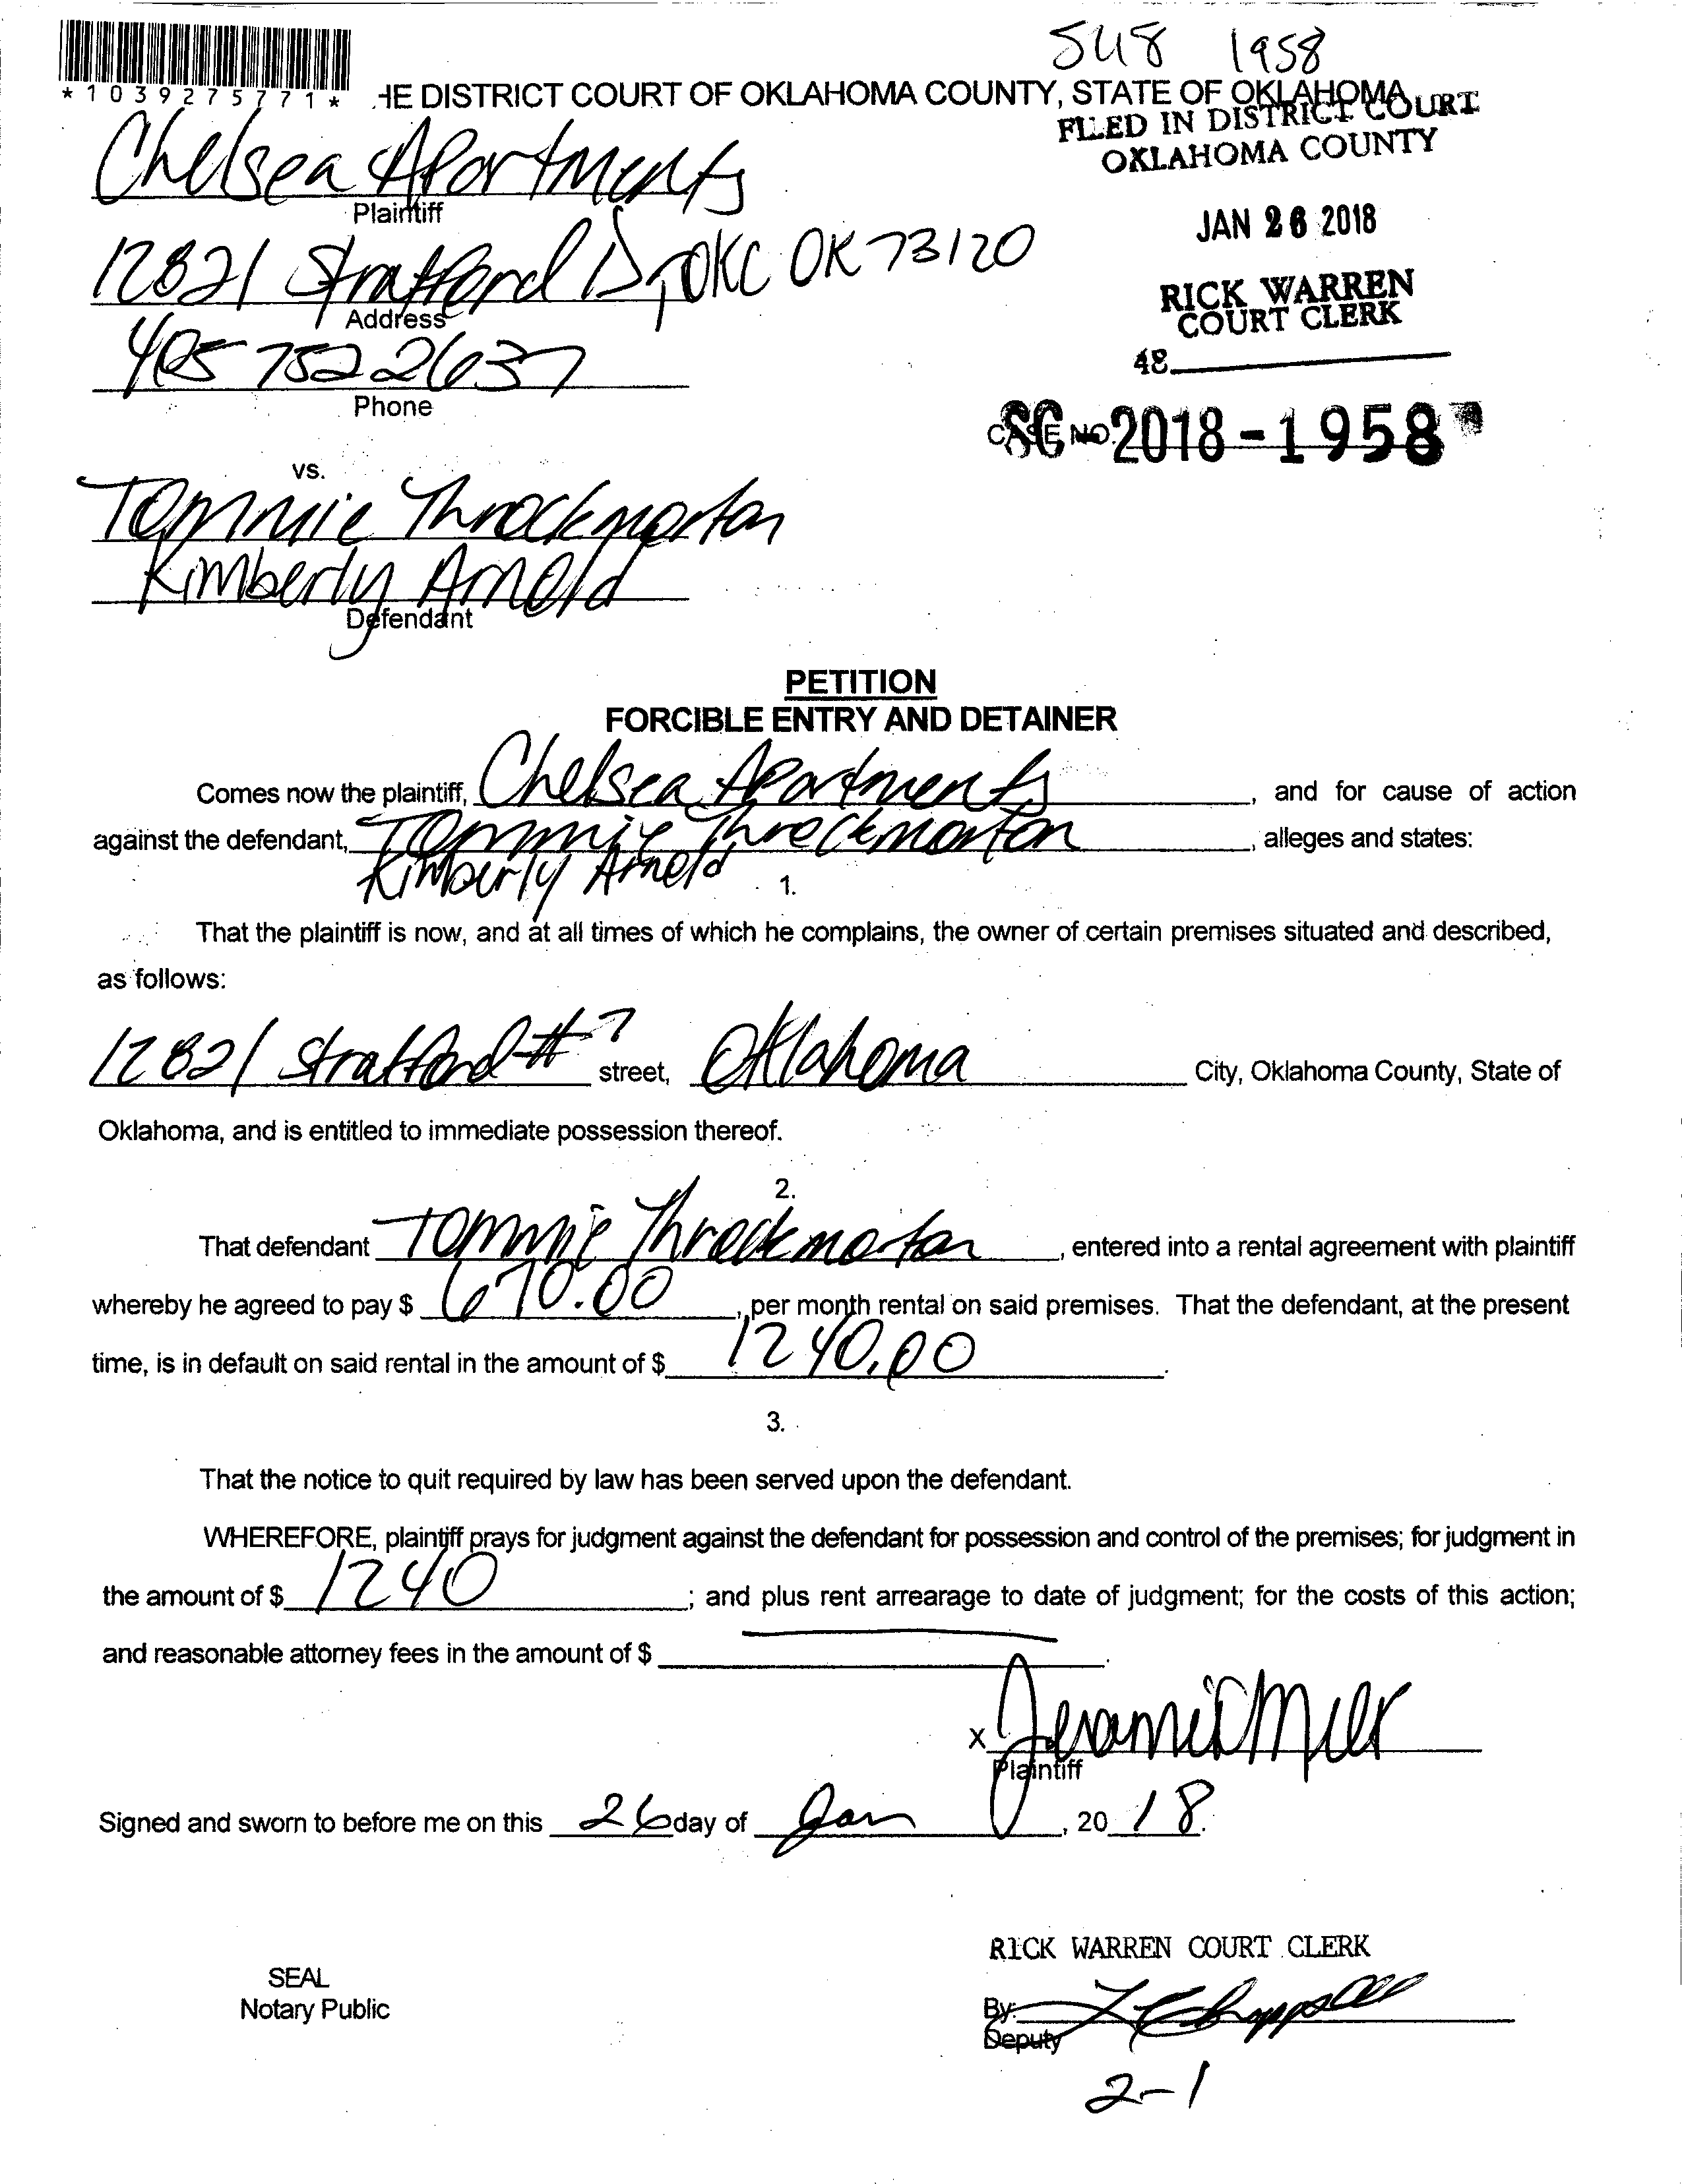 548 1958
*1039275771* HE DISTRICT COURT OF OKLAHOMA COUNTY, STATE OF OKLAHOMA
FILED IN DISTRICT COURT
OKLAHOMA COUNTY
Chelsea Apartments
Plaintiff
JAN 26 2018
12821 Stratford Dr, OKC OK 73120
Address
RICK WARREN
COURT CLERK
405 752 2637
48
Phone
CASE NO. SC 2018-1958
vs.
Tommie Throckmorton
Kimberly Arnold
Defendant
PETITION
FORCIBLE ENTRY AND DETAINER
Comes now the plaintiff, Chelsea Apartments, and for cause of action
against the defendant, Tommie Throckmorton, alleges and states:
Kimberly Arnold
1.
That the plaintiff is now, and at all times of which he complains, the owner of certain premises situated and described,
as follows:
12821 Stratford #7 street, Oklahoma City, Oklahoma County, State of
Oklahoma, and is entitled to immediate possession thereof.
2.
That defendant Tommie Throckmorton, entered into a rental agreement with plaintiff
whereby he agreed to pay $ 670.00, per month rental on said premises. That the defendant, at the present
time, is in default on said rental in the amount of $ 1240.00.
3.
That the notice to quit required by law has been served upon the defendant.
WHEREFORE, plaintiff prays for judgment against the defendant for possession and control of the premises; for judgment in
the amount of $ 1240; and plus rent arrearage to date of judgment; for the costs of this action;
and reasonable attorney fees in the amount of $
X
Plaintiff
Signed and sworn to before me on this 26 day of Jan, 20 18.
RICK WARREN COURT CLERK
SEAL
Notary Public
By:
Deputy
2-1